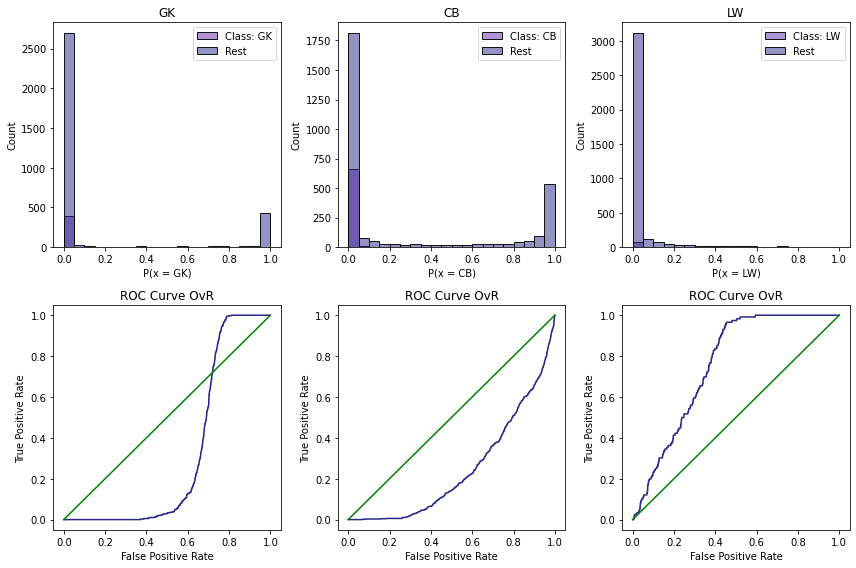 GK
2500
2000
1500
1000
500
0
Count
0.0 0.2 0.4 0.6 0.8 1.0
P(x = GK)
Class: GK
Rest
CB
1750
1500
1250
1000
750
500
250
0
Count
0.0 0.2 0.4 0.6 0.8 1.0
P(x = CB)
Class: CB
Rest
LW
3000
2500
2000
1500
1000
500
0
Count
0.0 0.2 0.4 0.6 0.8 1.0
P(x = LW)
Class: LW
Rest
ROC Curve OvR
1.0
0.8
0.6
0.4
0.2
0.0
True Positive Rate
0.0 0.2 0.4 0.6 0.8 1.0
False Positive Rate
ROC Curve OvR
1.0
0.8
0.6
0.4
0.2
0.0
True Positive Rate
0.0 0.2 0.4 0.6 0.8 1.0
False Positive Rate
ROC Curve OvR
1.0
0.8
0.6
0.4
0.2
0.0
True Positive Rate
0.0 0.2 0.4 0.6 0.8 1.0
False Positive Rate